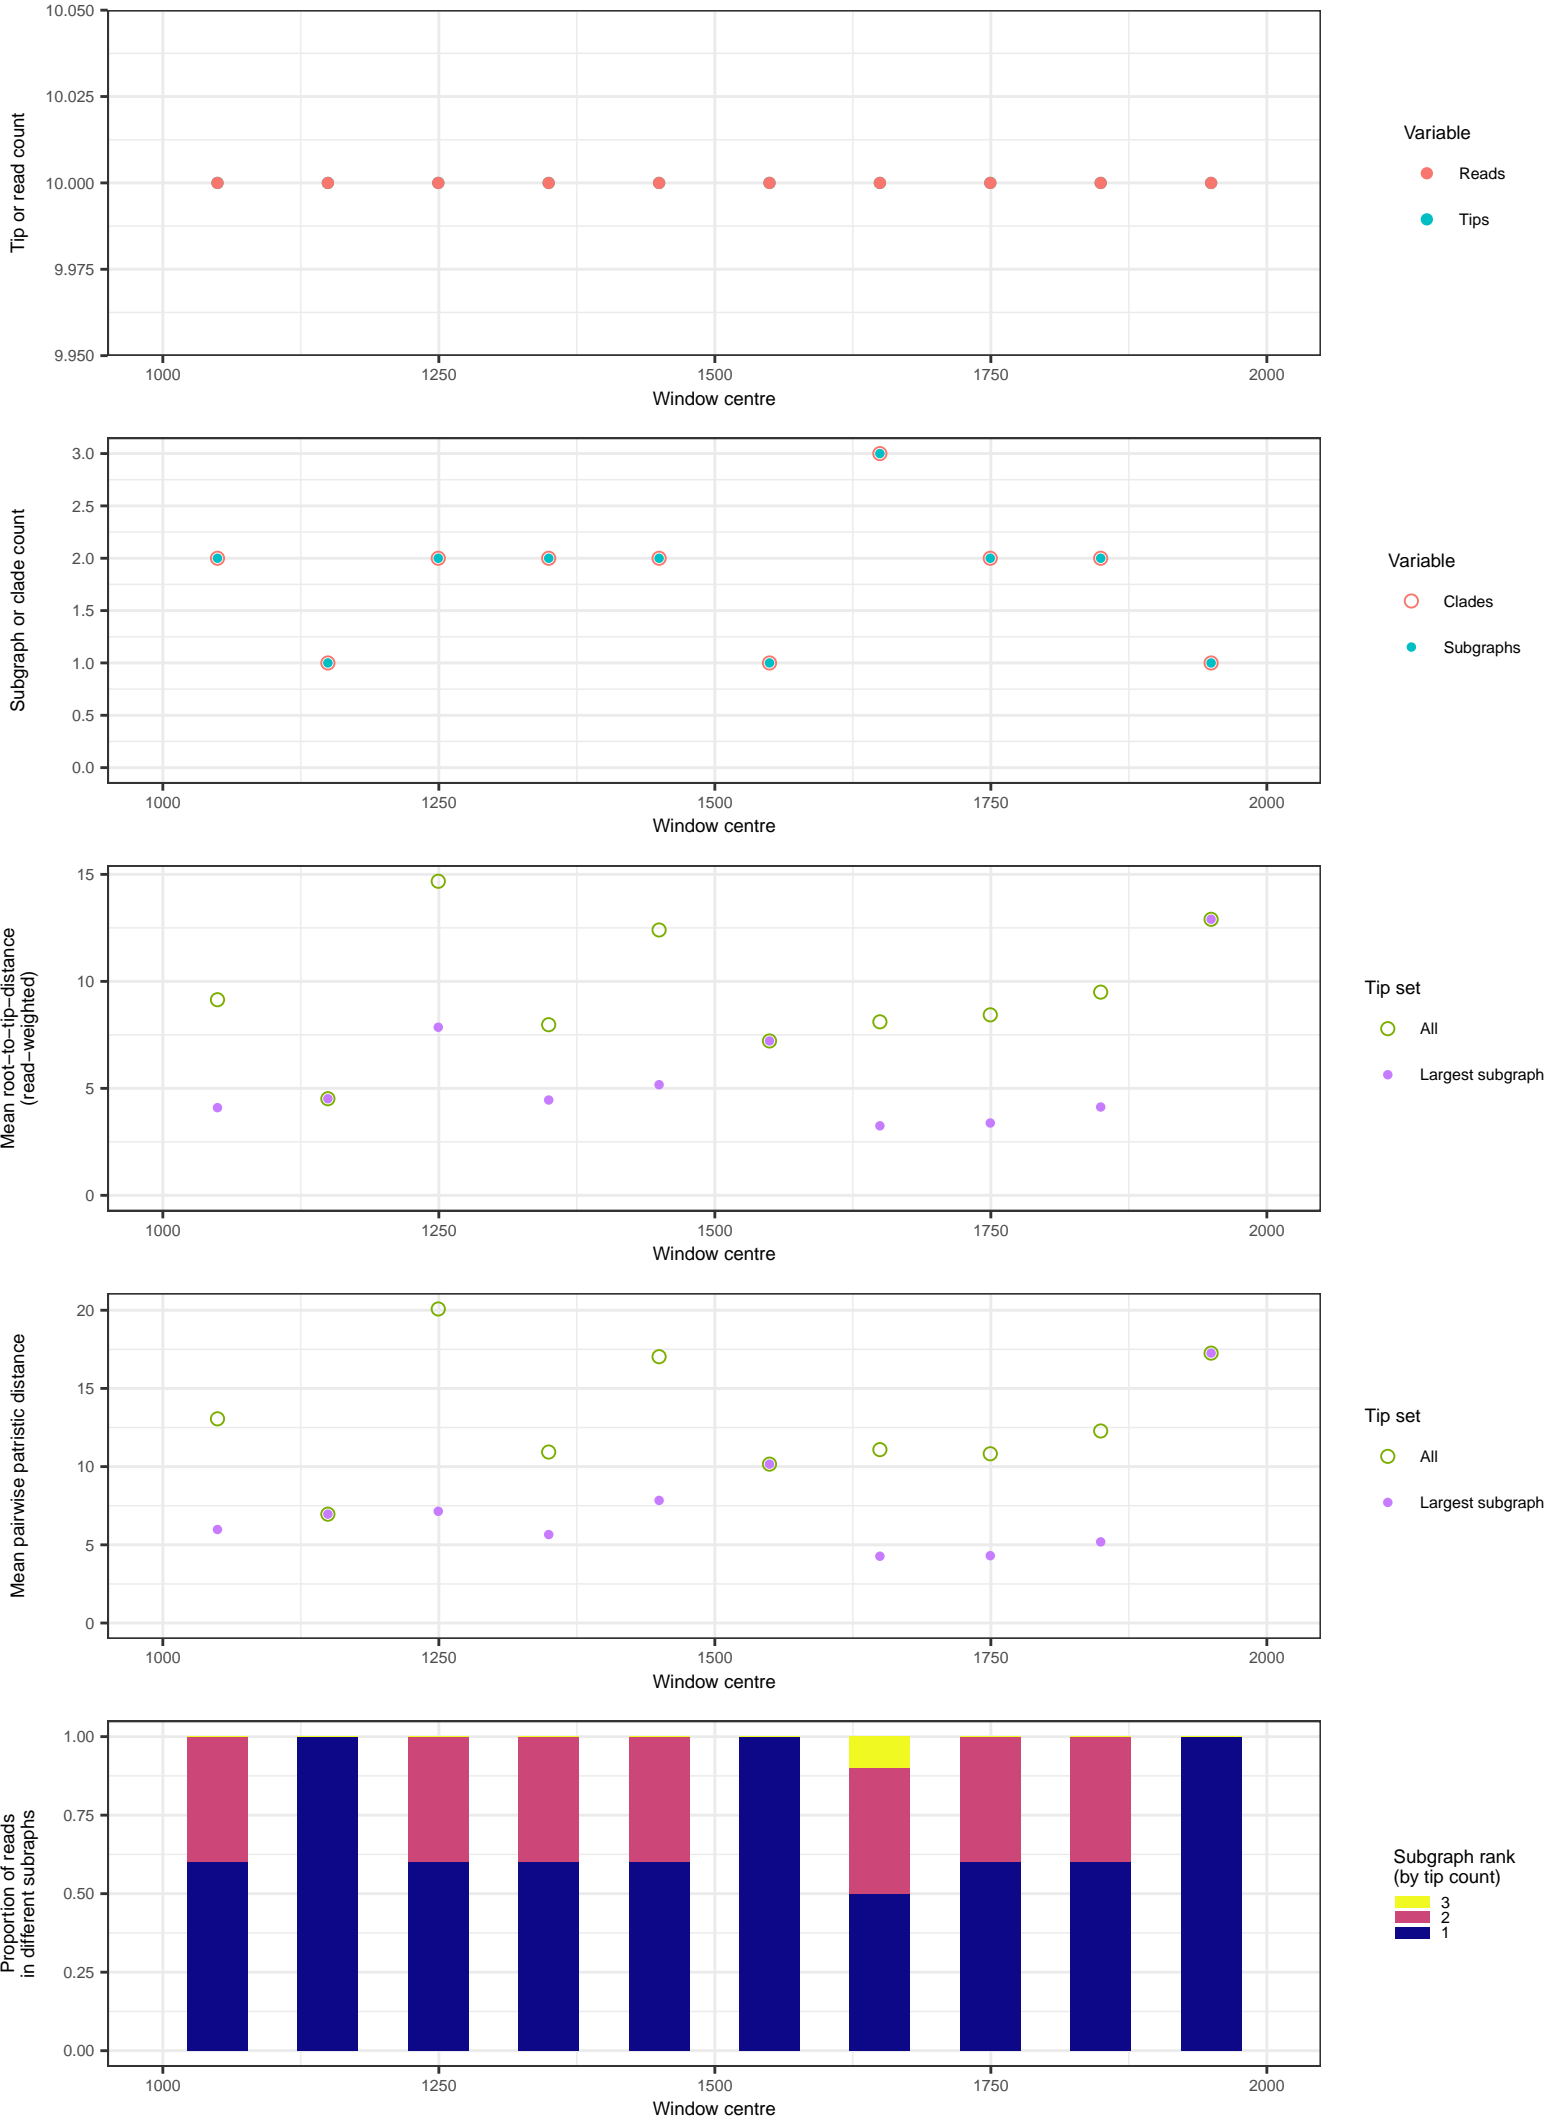 10.050
10.025
10.000
9.975
9.950
Tip or read count
1000 1250 1500 1750 2000
Window centre
Variable
Reads
Tips
3.0
2.5
2.0
1.5
1.0
0.5
0.0
Subgraph or clade count
1000 1250 1500 1750 2000
Window centre
Variable
Clades
Subgraphs
15
10
5
0
Mean root−to−tip−distance
(read−weighted)
1000 1250 1500 1750 2000
Window centre
Tip set
All
Largest subgraph
20
15
10
5
0
Mean pairwise patristic distance
1000 1250 1500 1750 2000
Window centre
Tip set
All
Largest subgraph
1.00
0.75
0.50
0.25
0.00
Proportion of reads
in different subraphs
1000 1250 1500 1750 2000
Window centre
Subgraph rank
(by tip count)
3
2
1